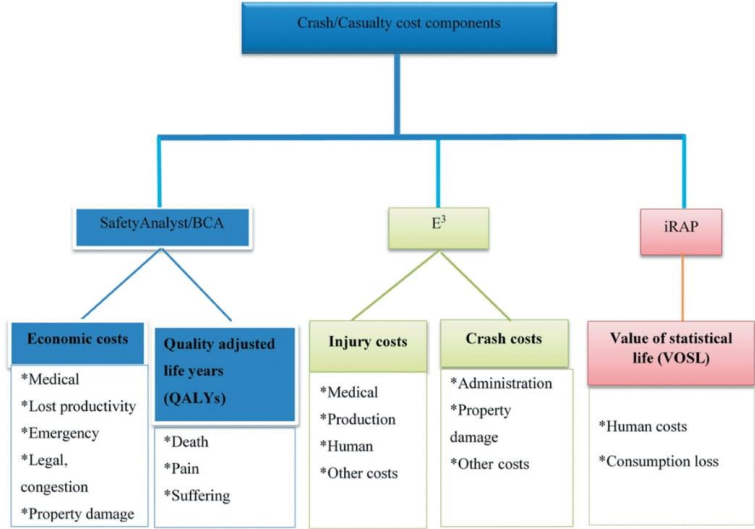 Crash/Casualty cost components
SafetyAnalyst/BCA
E³
iRAP
Economic costs
*Medical
*Lost productivity
*Emergency
*Legal,
congestion
*Property damage
Quality adjusted
life years
(QALYs)
*Death
*Pain
*Suffering
Injury costs
*Medical
*Production
*Human
*Other costs
Crash costs
*Administration
*Property
damage
*Other costs
Value of statistical
life (VOSL)
*Human costs
*Consumption loss